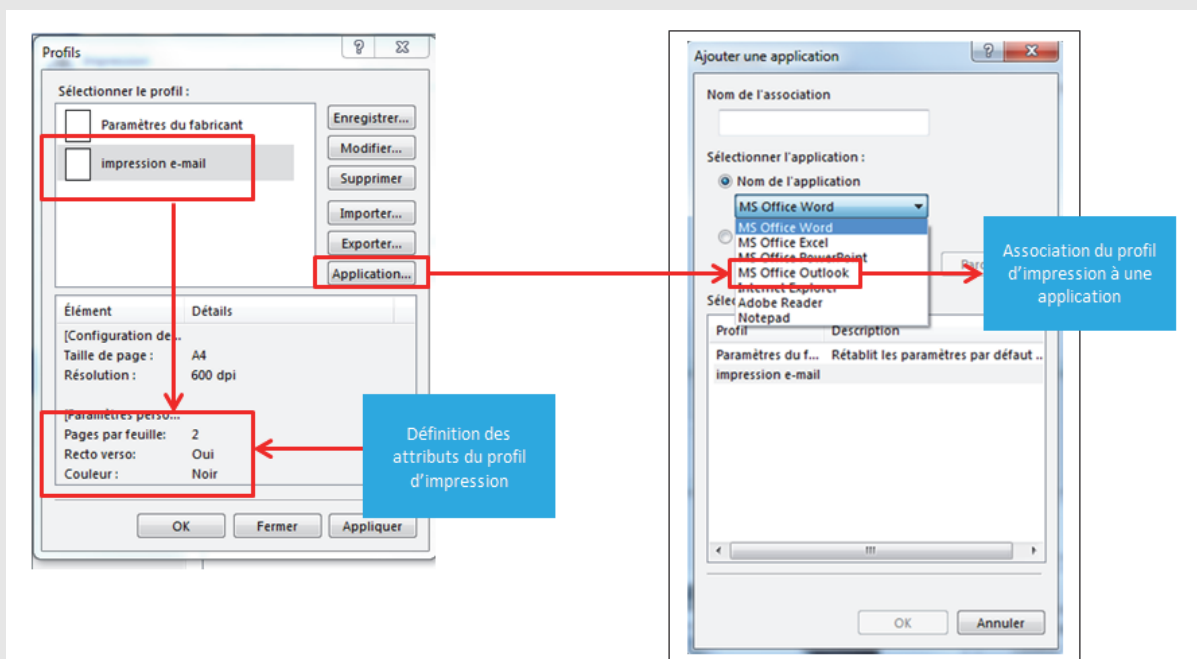 Profils
Sélectionner le profil :
Paramètres du fabricant
impression e-mail
Enregistrer...
Modifier...
Supprimer
Importer...
Exporter...
Application...
Élément Détails
[Configuration de...
Taille de page : A4
Résolution : 600 dpi
[Paramètres perso...
Pages par feuille: 2
Recto verso: Oui
Couleur : Noir
OK Fermer Appliquer
Définition des
attributs du profil
d’impression
Ajouter une application
Nom de l'association
Sélectionner l'application :
Nom de l'application
MS Office Word
MS Office Word
MS Office Excel
MS Office PowerPoint
MS Office Outlook
Internet Explorer
Adobe Reader
Notepad
Profil Description
Paramètres du f... Rétablit les paramètres par défaut ..
impression e-mail
OK Annuler
Association du profil
d’impression à une
application